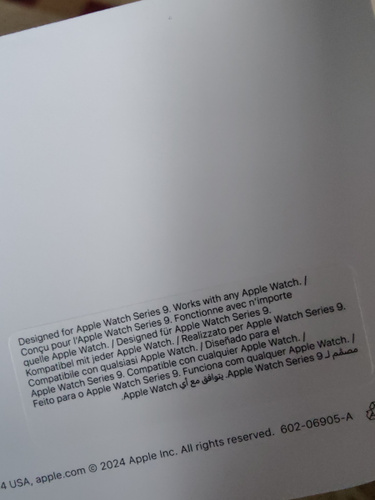 Designed for Apple Watch Series 9. Works with any Apple Watch. /
Conçu pour l'Apple Watch Series 9. Fonctionne avec n'importe
quelle Apple Watch. / Designed für Apple Watch Series 9.
Kompatibel mit jeder Apple Watch. / Realizzato per Apple Watch Series 9.
Compatibile con qualsiasi Apple Watch. / Diseñado para el
Apple Watch Series 9. Compatible con cualquier Apple Watch. /
Feito para o Apple Watch Series 9. Funciona com qualquer Apple Watch. /
مصمّم لـ Apple Watch Series 9. يتوافق مع أي Apple Watch.
4 USA, apple.com © 2024 Apple Inc. All rights reserved. 602-06905-A